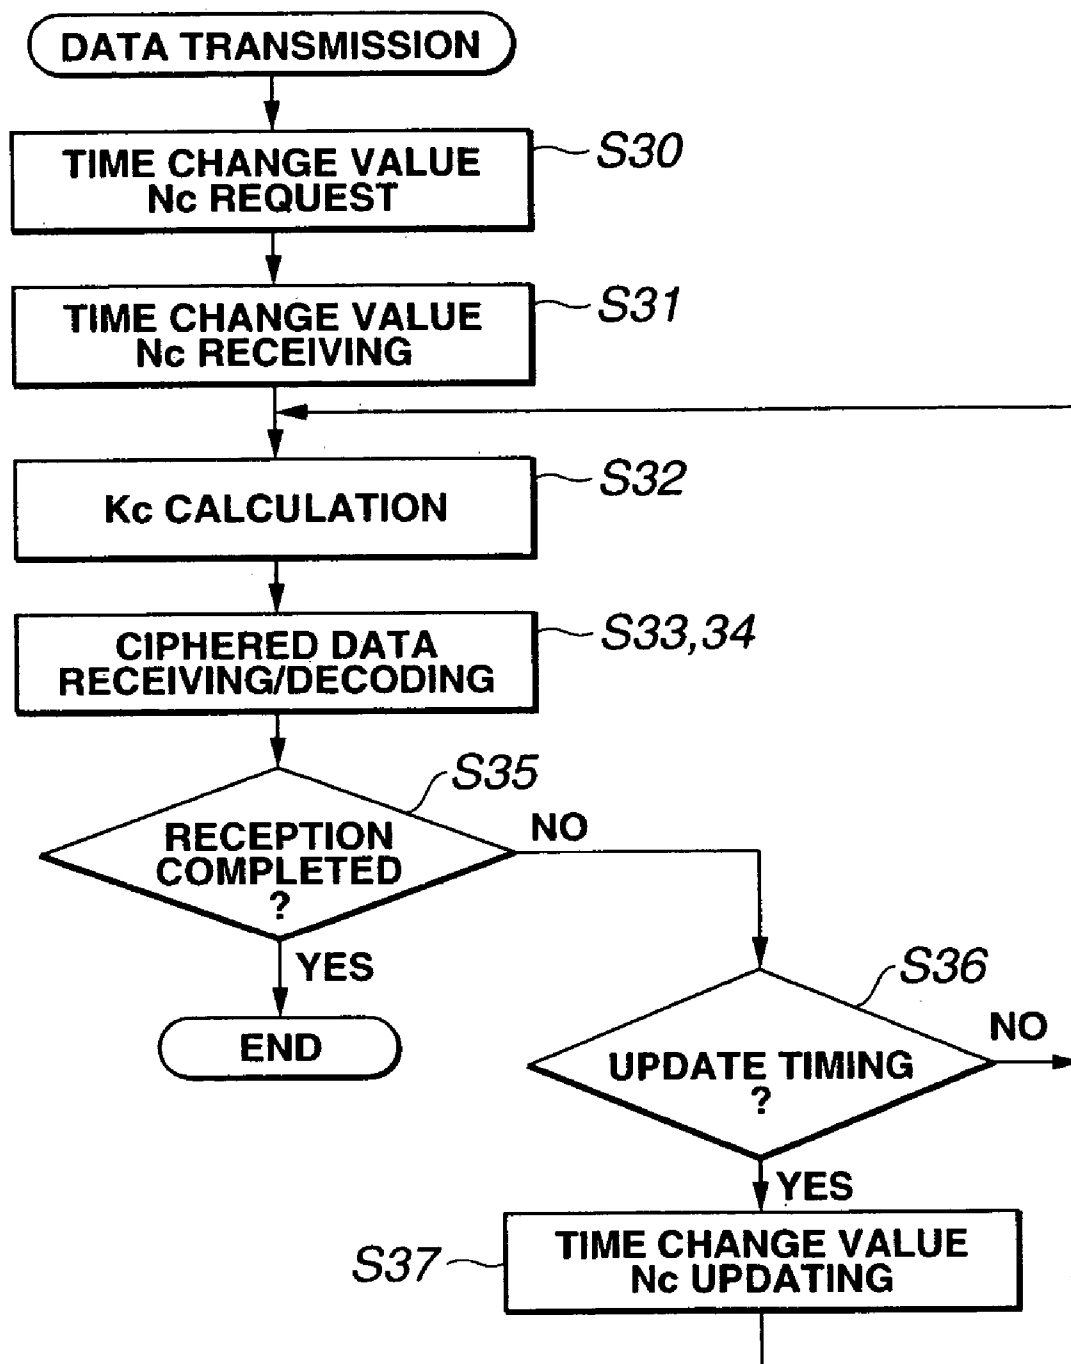 DATA TRANSMISSION
TIME CHANGE VALUE
Nc REQUEST
S30
TIME CHANGE VALUE
Nc RECEIVING
S31
Kc CALCULATION
S32
CIPHERED DATA
RECEIVING/DECODING
S33,34
S35
RECEPTION
COMPLETED
?
NO
YES
END
S36
UPDATE TIMING
?
NO
YES
TIME CHANGE VALUE
Nc UPDATING
S37